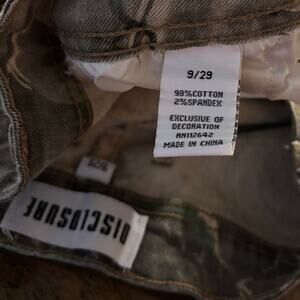 9/29
98%COTTON
2%SPANDEX
EXCLUSIVE OF
DECORATION
RN112642
MADE IN CHINA
DISCLOSURE